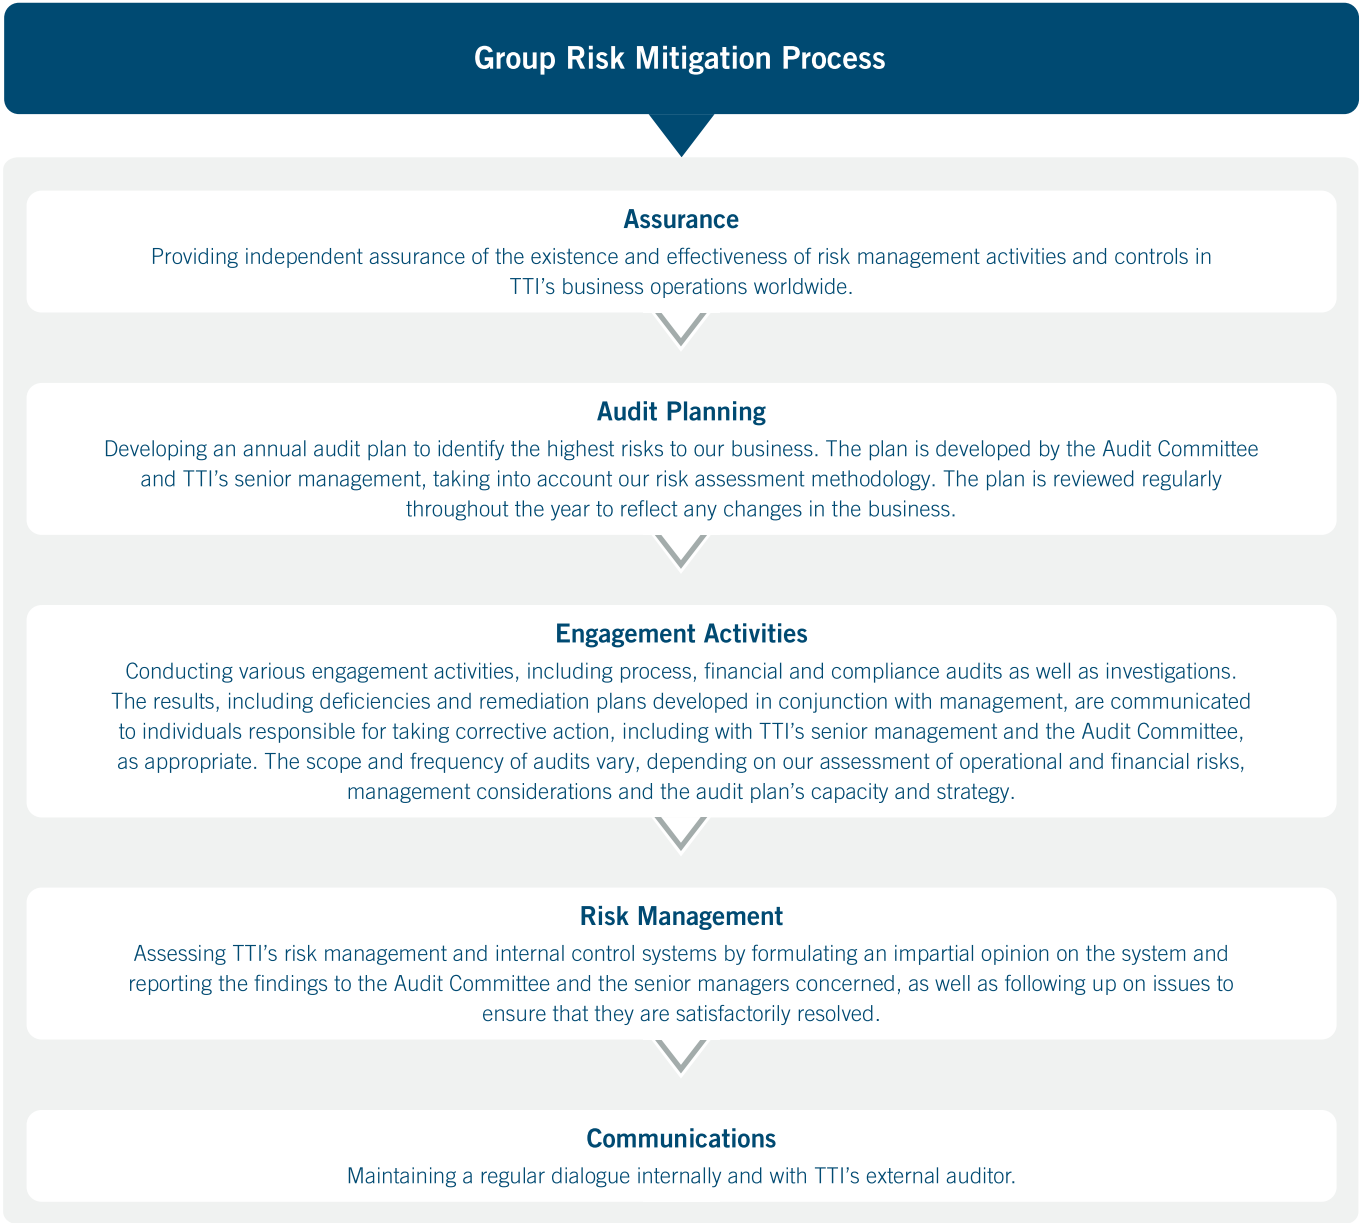 Group Risk Mitigation Process
Assurance
Providing independent assurance of the existence and effectiveness of risk management activities and controls in
TTI’s business operations worldwide.
Audit Planning
Developing an annual audit plan to identify the highest risks to our business. The plan is developed by the Audit Committee
and TTI’s senior management, taking into account our risk assessment methodology. The plan is reviewed regularly
throughout the year to reflect any changes in the business.
Engagement Activities
Conducting various engagement activities, including process, financial and compliance audits as well as investigations.
The results, including deficiencies and remediation plans developed in conjunction with management, are communicated
to individuals responsible for taking corrective action, including with TTI’s senior management and the Audit Committee,
as appropriate. The scope and frequency of audits vary, depending on our assessment of operational and financial risks,
management considerations and the audit plan’s capacity and strategy.
Risk Management
Assessing TTI’s risk management and internal control systems by formulating an impartial opinion on the system and
reporting the findings to the Audit Committee and the senior managers concerned, as well as following up on issues to
ensure that they are satisfactorily resolved.
Communications
Maintaining a regular dialogue internally and with TTI’s external auditor.